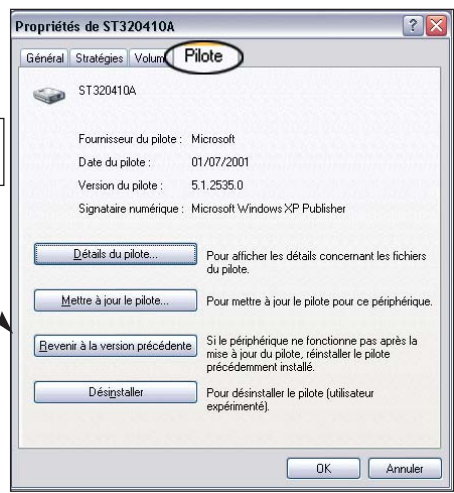 Propriétés de ST320410A
Général Stratégies Volum Pilote
ST320410A
Fournisseur du pilote : Microsoft
Date du pilote : 01/07/2001
Version du pilote : 5.1.2535.0
Signataire numérique : Microsoft Windows XP Publisher
Détails du pilote... Pour afficher les détails concernant les fichiers
du pilote.
Mettre à jour le pilote... Pour mettre à jour le pilote pour ce périphérique.
Revenir à la version précédente Si le périphérique ne fonctionne pas après la
mise à jour du pilote, réinstaller le pilote
précédemment installé.
Désinstaller Pour désinstaller le pilote (utilisateur
expérimenté).
OK Annuler